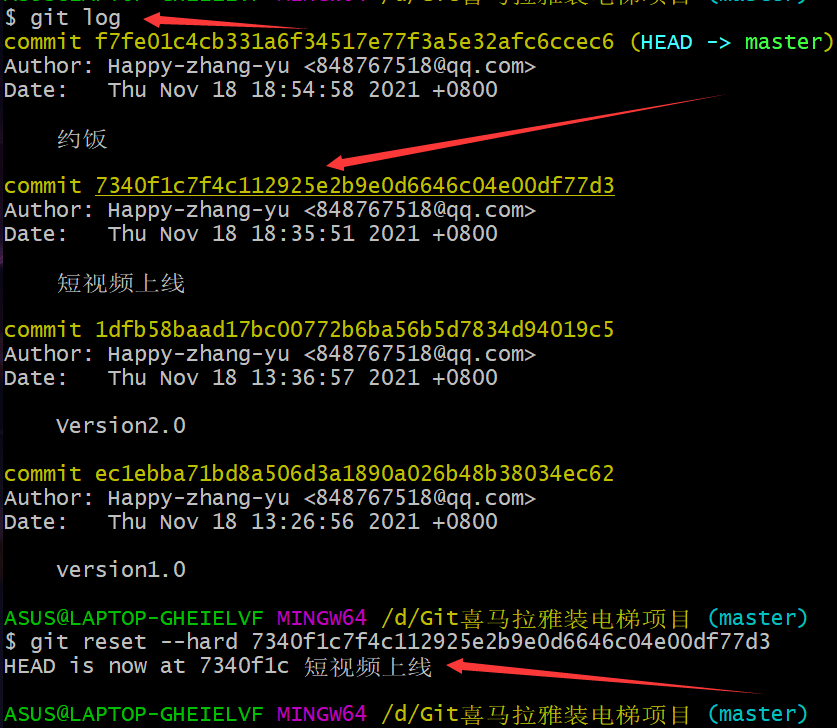 $ git log
commit f7fe01c4cb331a6f34517e77f3a5e32afc6ccec6 (HEAD -> master)
Author: Happy-zhang-yu <848767518@qq.com>
Date:   Thu Nov 18 18:54:58 2021 +0800
约饭
commit 7340f1c7f4c112925e2b9e0d6646c04e00df77d3
Author: Happy-zhang-yu <848767518@qq.com>
Date:   Thu Nov 18 18:35:51 2021 +0800
短视频上线
commit 1dfb58baad17bc00772b6ba56b5d7834d94019c5
Author: Happy-zhang-yu <848767518@qq.com>
Date:   Thu Nov 18 13:36:57 2021 +0800
Version2.0
commit ec1ebba71bd8a506d3a1890a026b48b38034ec62
Author: Happy-zhang-yu <848767518@qq.com>
Date:   Thu Nov 18 13:26:56 2021 +0800
version1.0
ASUS@LAPTOP-GHEIELVF MINGW64 /d/Git喜马拉雅装电梯项目 (master)
$ git reset --hard 7340f1c7f4c112925e2b9e0d6646c04e00df77d3
HEAD is now at 7340f1c 短视频上线
ASUS@LAPTOP-GHEIELVF MINGW64 /d/Git喜马拉雅装电梯项目 (master)